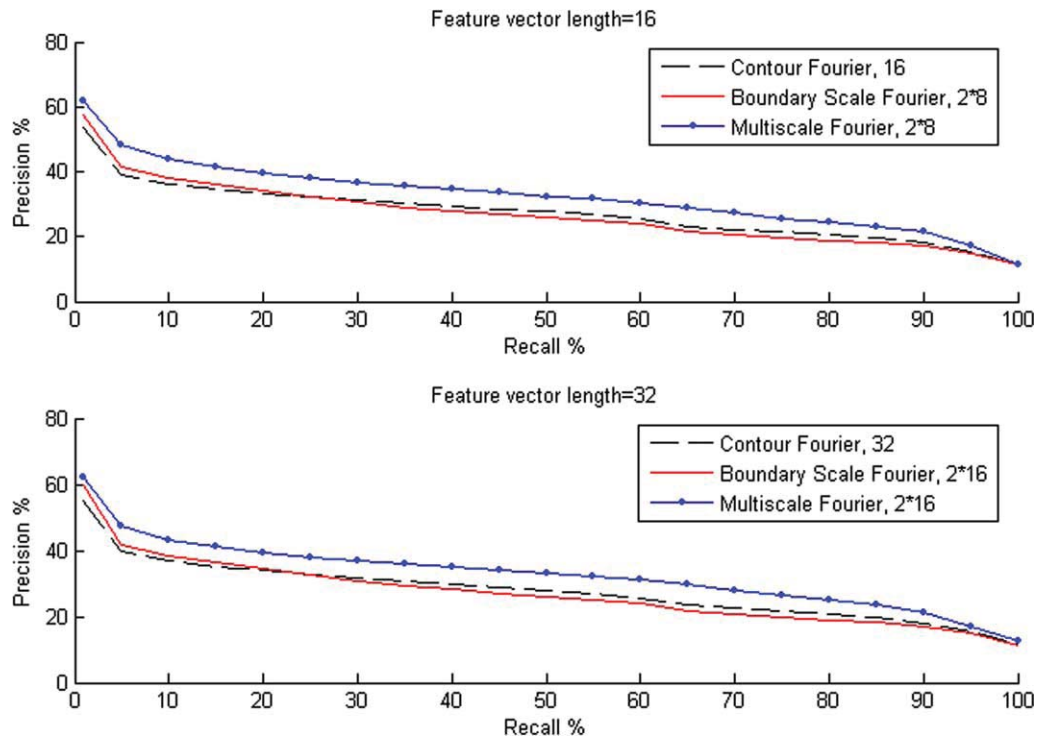 Feature vector length=16
80
60
40
20
0
Precision %
Contour Fourier, 16
Boundary Scale Fourier, 2*8
Multiscale Fourier, 2*8
0 10 20 30 40 50 60 70 80 90 100
Recall %
Feature vector length=32
80
60
40
20
0
Precision %
Contour Fourier, 32
Boundary Scale Fourier, 2*16
Multiscale Fourier, 2*16
0 10 20 30 40 50 60 70 80 90 100
Recall %